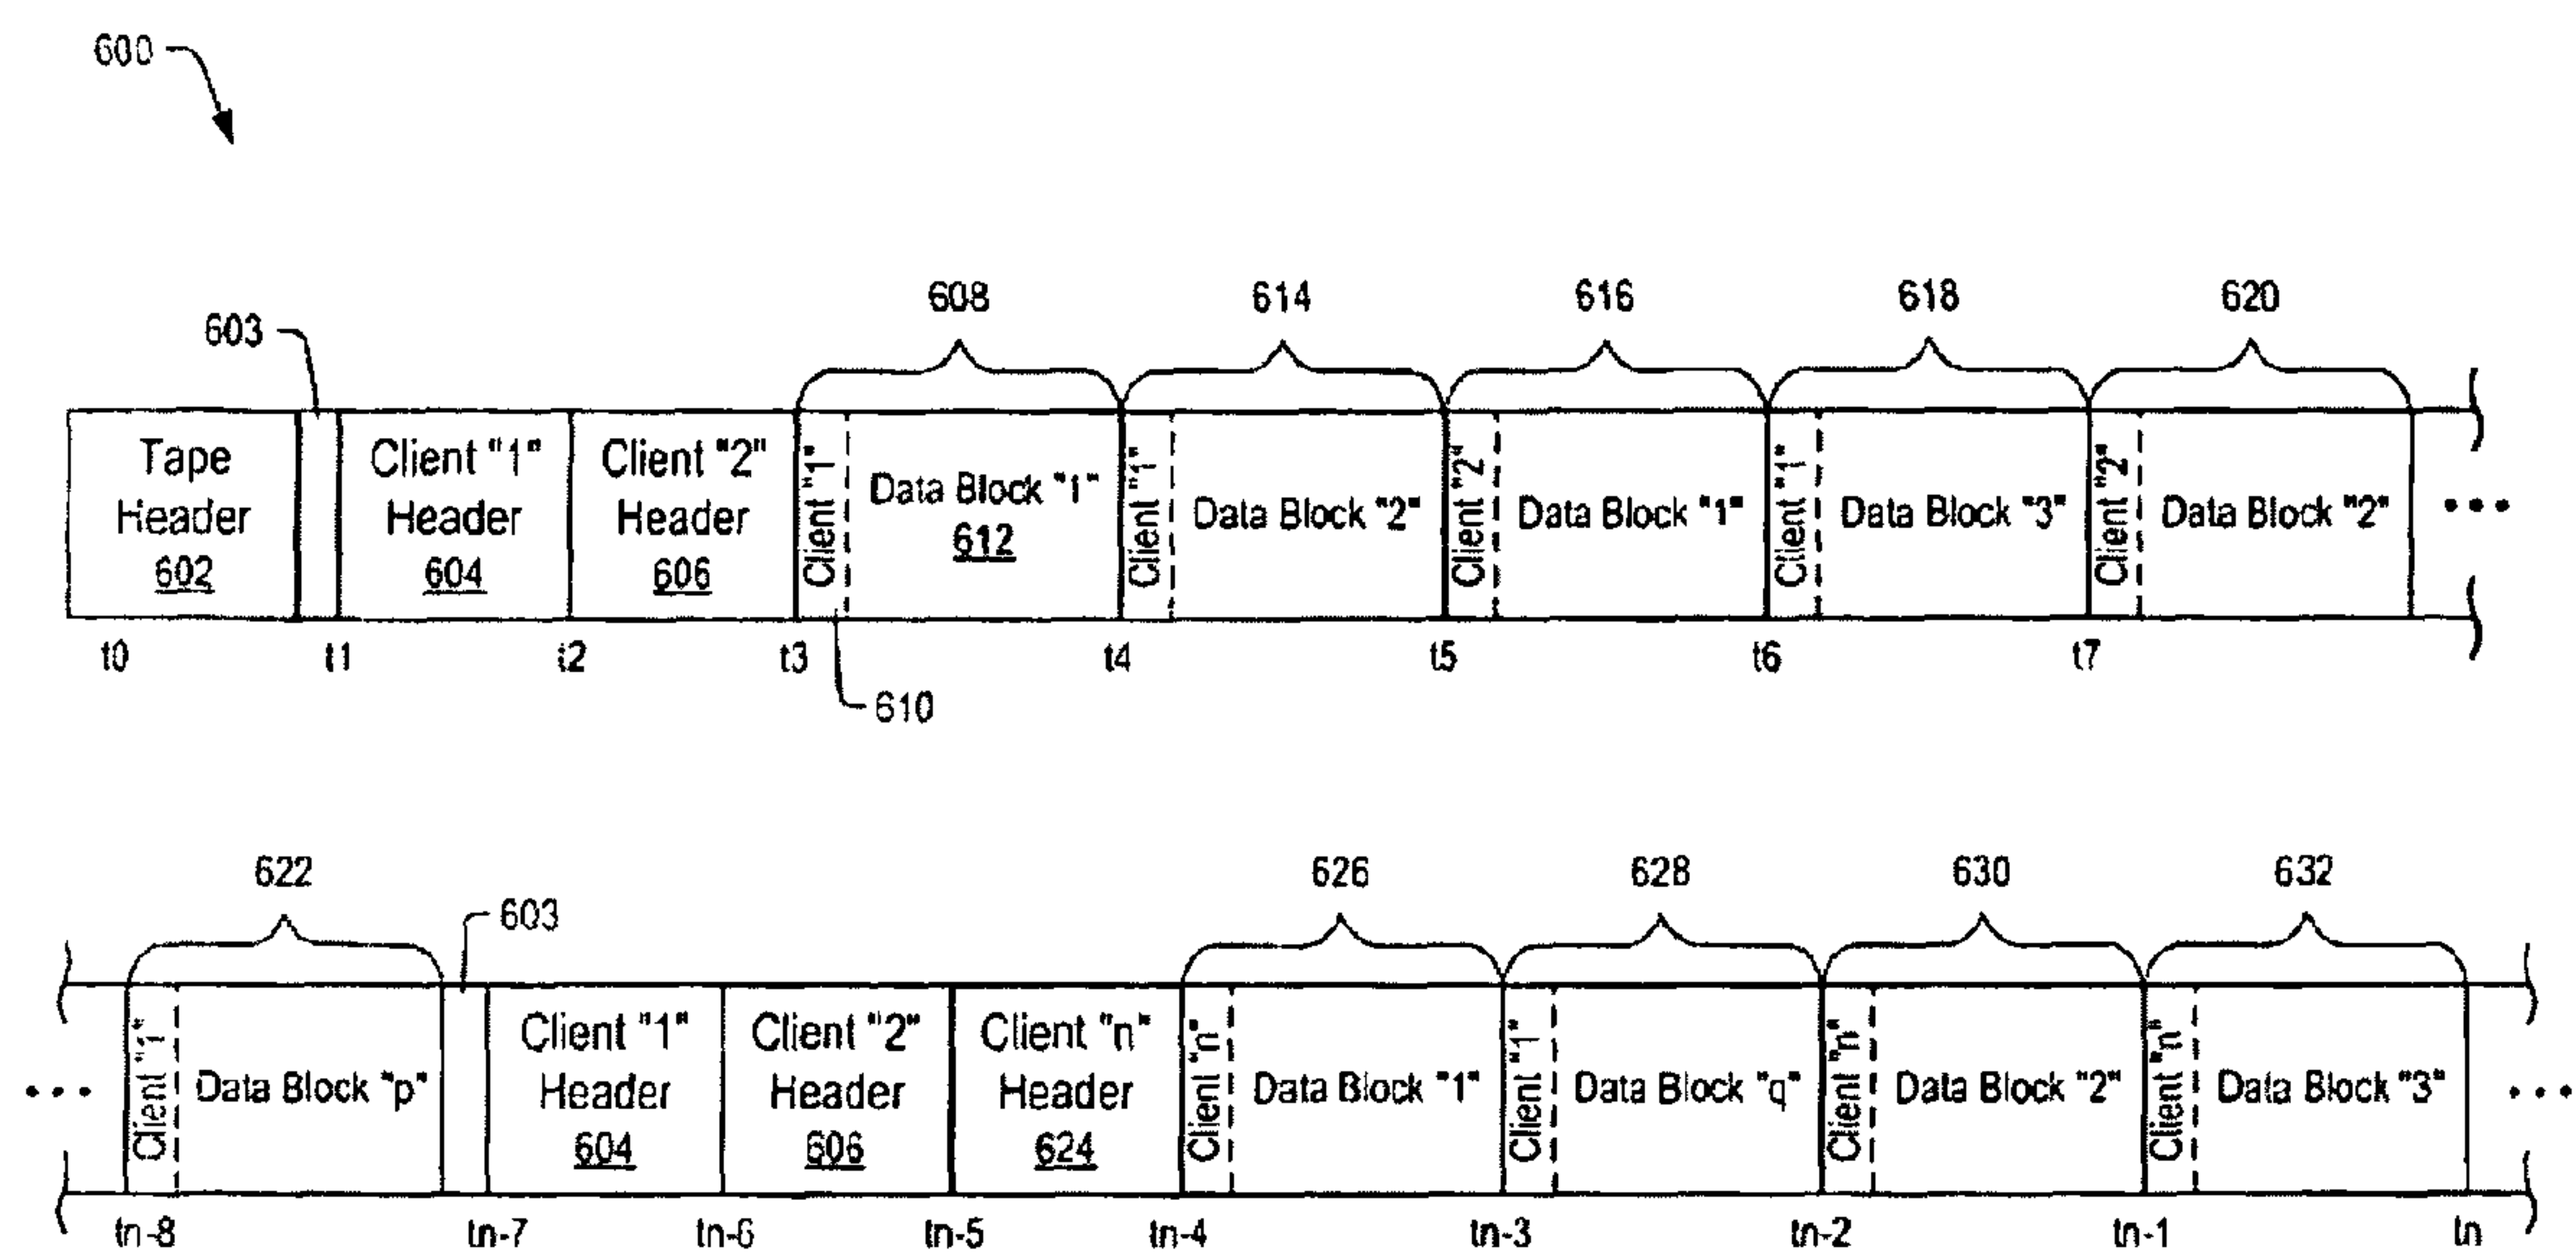 600
608
614
616
618
620
603
Tape
Header
602
Client "1"
Header
604
Client "2"
Header
606
Client "1"
Data Block "1"
612
Client "1"
Data Block "2"
Client "2"
Data Block "1"
Client "1"
Data Block "3"
Client "2"
Data Block "2"
•••
t0
t1
t2
t3
t4
t5
t6
t7
610
622
603
626
628
630
632
•••
Client "1"
Data Block "p"
Client "1"
Header
604
Client "2"
Header
606
Client "n"
Header
624
Client "n"
Data Block "1"
Client "1"
Data Block "q"
Client "n"
Data Block "2"
Client "n"
Data Block "3"
•••
tn-8
tn-7
tn-6
tn-5
tn-4
tn-3
tn-2
tn-1
tn